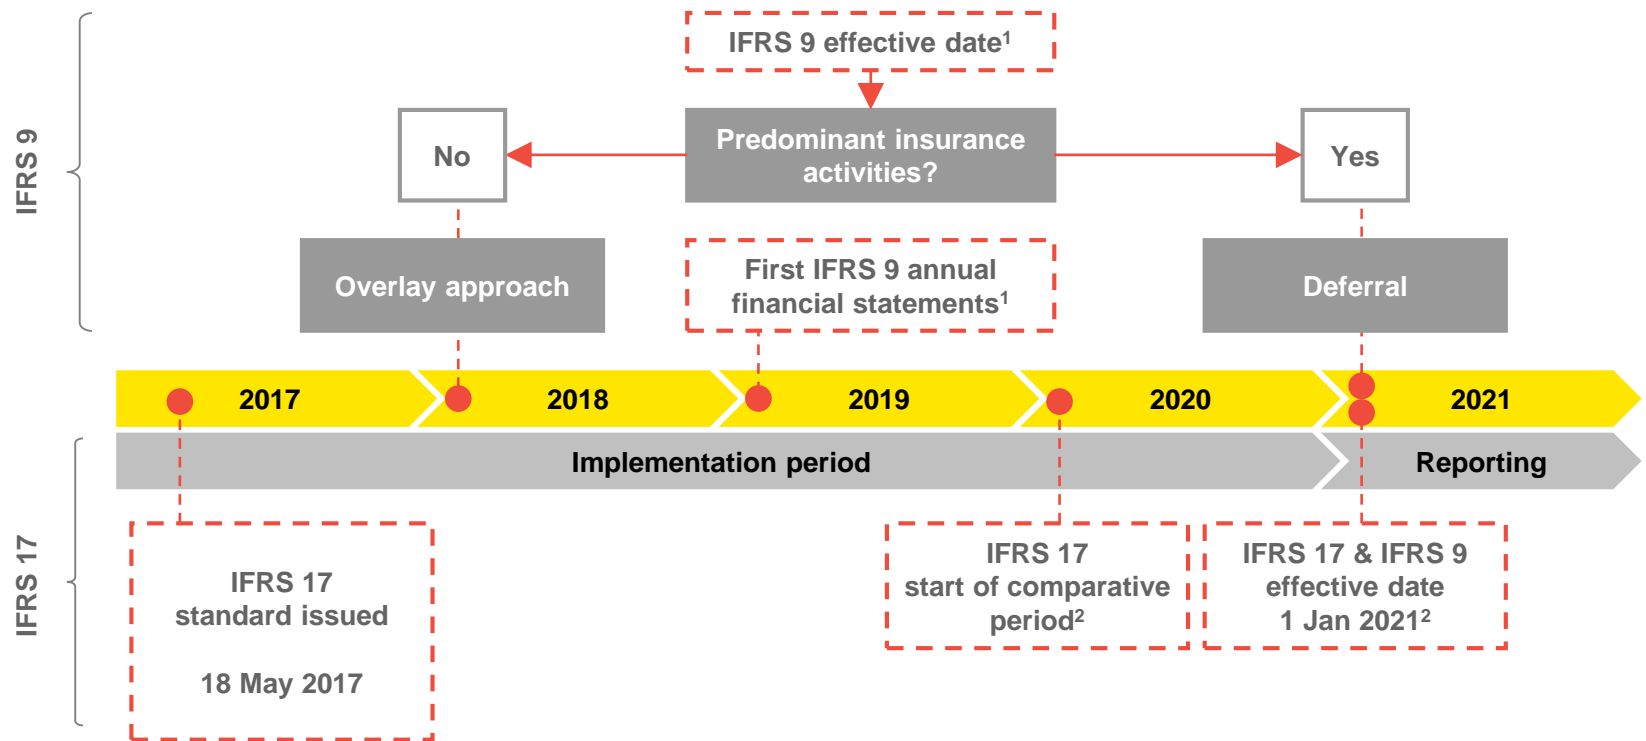 IFRS 9
IFRS 9 effective date¹
No
Predominant insurance
activities?
Yes
Overlay approach
First IFRS 9 annual
financial statements¹
Deferral
2017
2018
2019
2020
2021
Implementation period
Reporting
IFRS 17
IFRS 17
standard issued
18 May 2017
IFRS 17
start of comparative
period²
IFRS 17 & IFRS 9
effective date
1 Jan 2021²